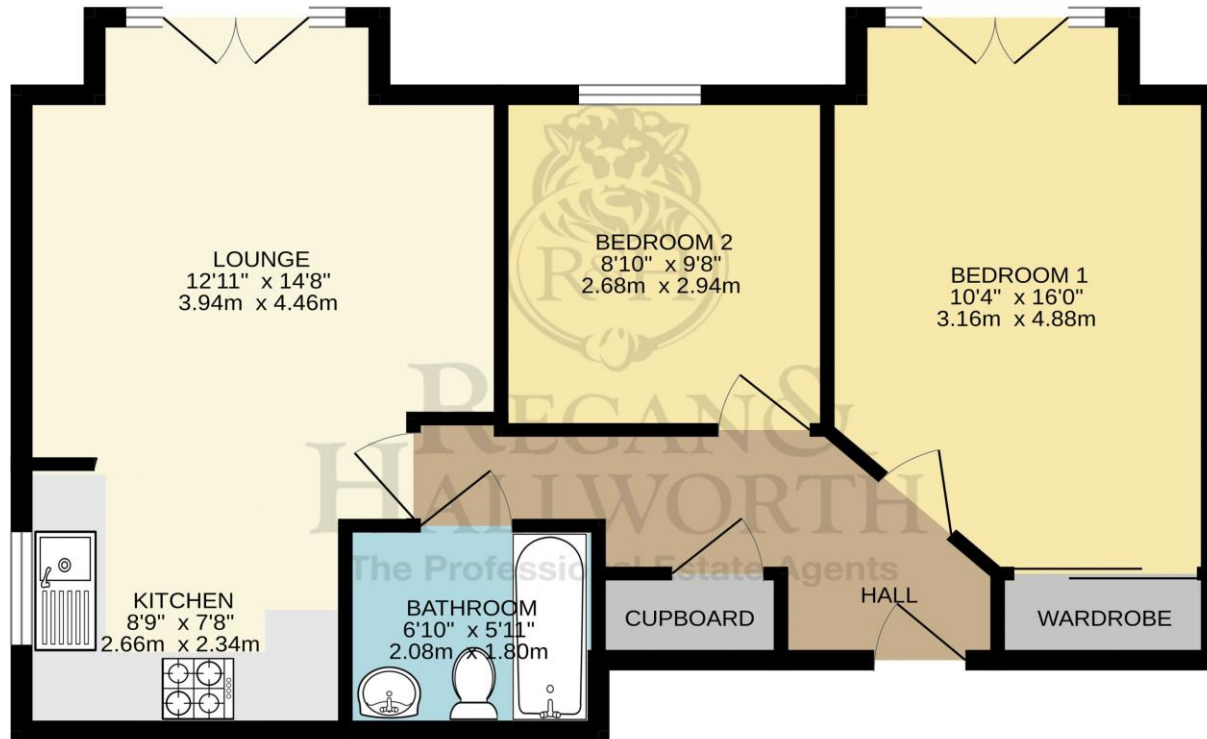 LOUNGE
12'11" x 14'8"
3.94m x 4.46m
BEDROOM 2
8'10" x 9'8"
2.68m x 2.94m
BEDROOM 1
10'4" x 16'0"
3.16m x 4.88m
R&H
REGAN &
HALLWORTH
The Professional Estate Agents
KITCHEN
8'9" x 7'8"
2.66m x 2.34m
BATHROOM
6'10" x 5'11"
2.08m x 1.80m
CUPBOARD
HALL
WARDROBE